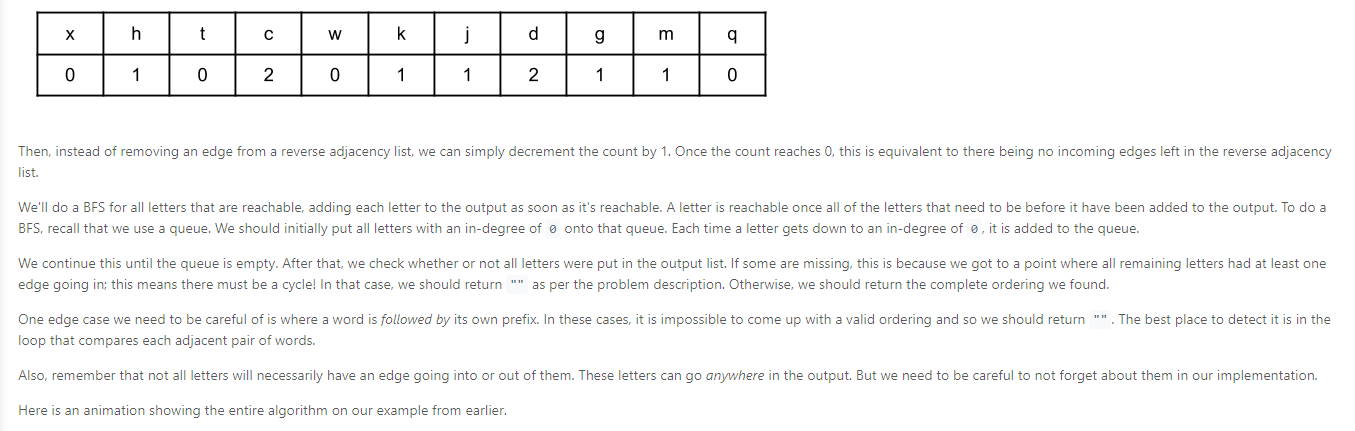 x h t c w k j d g m q
0 1 0 2 0 1 1 2 1 1 0
Then, instead of removing an edge from a reverse adjacency list, we can simply decrement the count by 1. Once the count reaches 0, this is equivalent to there being no incoming edges left in the reverse adjacency
list.
We'll do a BFS for all letters that are reachable, adding each letter to the output as soon as it's reachable. A letter is reachable once all of the letters that need to be before it have been added to the output. To do a
BFS, recall that we use a queue. We should initially put all letters with an in-degree of 0 onto that queue. Each time a letter gets down to an in-degree of 0, it is added to the queue.
We continue this until the queue is empty. After that, we check whether or not all letters were put in the output list. If some are missing, this is because we got to a point where all remaining letters had at least one
edge going in; this means there must be a cycle! In that case, we should return "" as per the problem description. Otherwise, we should return the complete ordering we found.
One edge case we need to be careful of is where a word is followed by its own prefix. In these cases, it is impossible to come up with a valid ordering and so we should return "". The best place to detect it is in the
loop that compares each adjacent pair of words.
Also, remember that not all letters will necessarily have an edge going into or out of them. These letters can go anywhere in the output. But we need to be careful to not forget about them in our implementation.
Here is an animation showing the entire algorithm on our example from earlier.